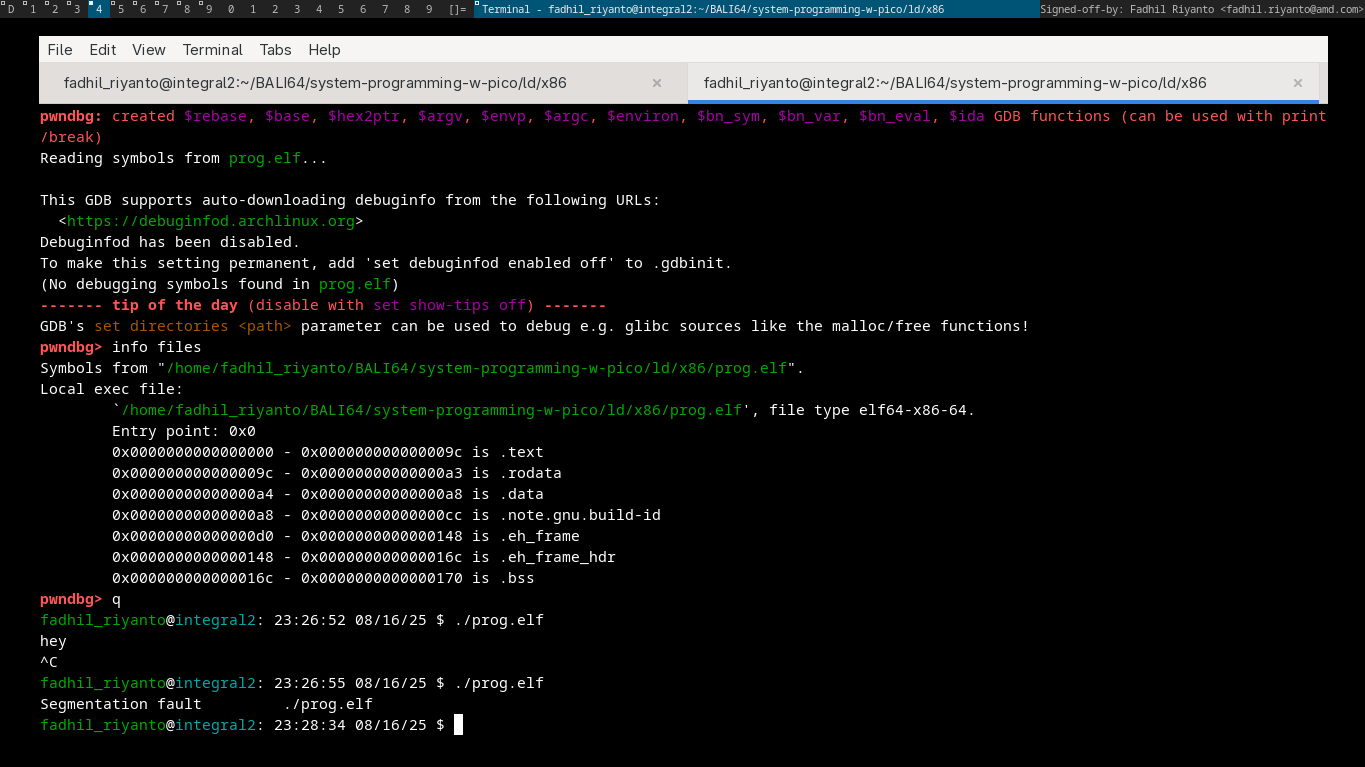 D 1 2 3 4 5 6 7 8 9 0 1 2 3 4 5 6 7 8 9 []= Terminal - fadhil_riyanto@integral2:~/BALI64/system-programming-w-pico/ld/x86 Signed-off-by: Fadhil Riyanto <fadhil.riyanto@amd.com>
File Edit View Terminal Tabs Help
fadhil_riyanto@integral2:~/BALI64/system-programming-w-pico/ld/x86 × fadhil_riyanto@integral2:~/BALI64/system-programming-w-pico/ld/x86 ×
pwndbg: created $rebase, $base, $hex2ptr, $argv, $envp, $argc, $environ, $bn_sym, $bn_var, $bn_eval, $ida GDB functions (can be used with print
/break)
Reading symbols from prog.elf...
This GDB supports auto-downloading debuginfo from the following URLs:
<https://debuginfod.archlinux.org>
Debuginfod has been disabled.
To make this setting permanent, add 'set debuginfod enabled off' to .gdbinit.
(No debugging symbols found in prog.elf)
------- tip of the day (disable with set show-tips off) -------
GDB's set directories <path> parameter can be used to debug e.g. glibc sources like the malloc/free functions!
pwndbg> info files
Symbols from "/home/fadhil_riyanto/BALI64/system-programming-w-pico/ld/x86/prog.elf".
Local exec file:
`/home/fadhil_riyanto/BALI64/system-programming-w-pico/ld/x86/prog.elf', file type elf64-x86-64.
Entry point: 0x0
0x0000000000000000 - 0x000000000000009c is .text
0x000000000000009c - 0x00000000000000a3 is .rodata
0x00000000000000a4 - 0x00000000000000a8 is .data
0x00000000000000a8 - 0x00000000000000cc is .note.gnu.build-id
0x00000000000000d0 - 0x0000000000000148 is .eh_frame
0x0000000000000148 - 0x000000000000016c is .eh_frame_hdr
0x000000000000016c - 0x0000000000000170 is .bss
pwndbg> q
fadhil_riyanto@integral2: 23:26:52 08/16/25 $ ./prog.elf
hey
^C
fadhil_riyanto@integral2: 23:26:55 08/16/25 $ ./prog.elf
Segmentation fault ./prog.elf
fadhil_riyanto@integral2: 23:28:34 08/16/25 $